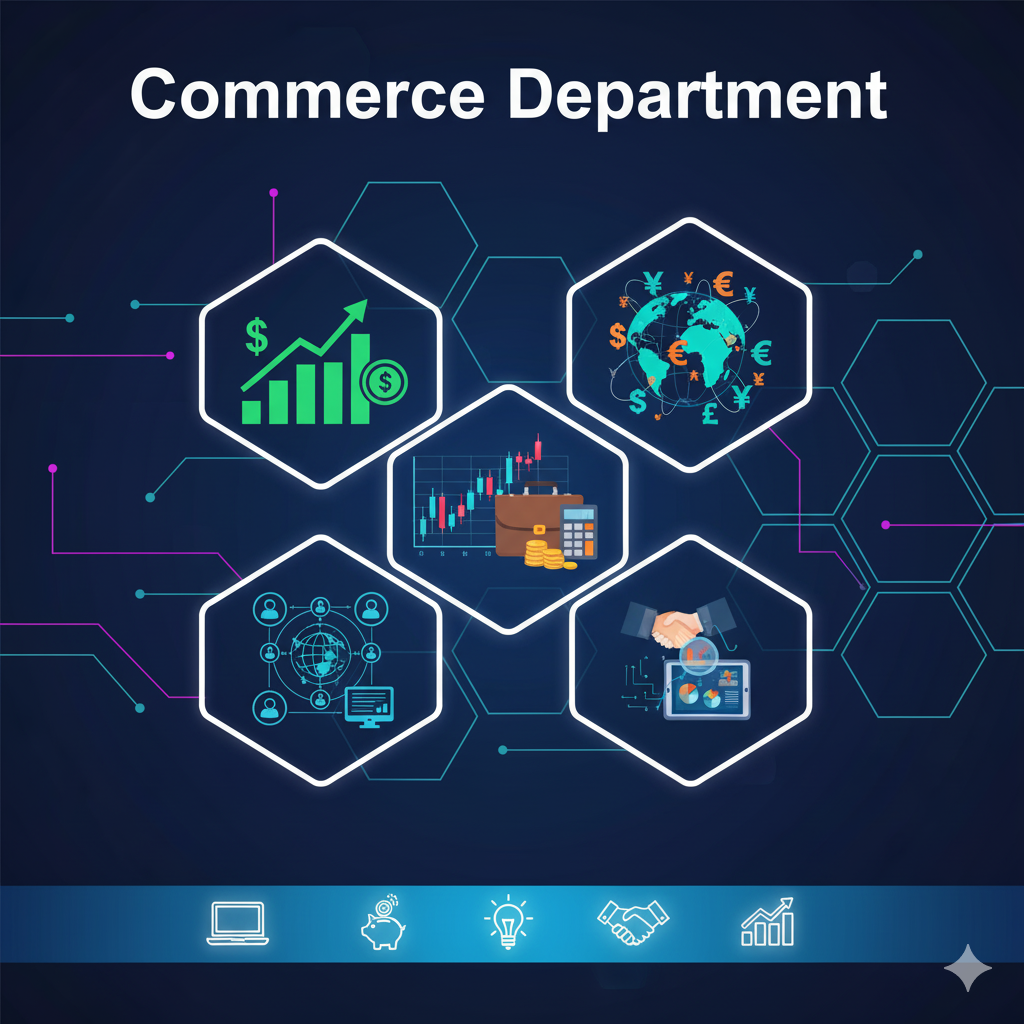 Commerce Department
¥ ¥ € ¥
¥
$ $
€ €
¥
$ £ ¥